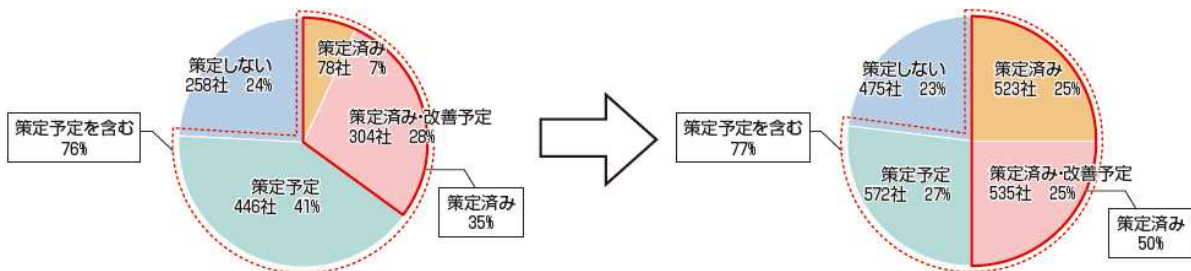 策定済み
78社 7%
策定しない
258社 24%
策定済み・改善予定
304社 28%
策定予定を含む
76%
策定予定
446社 41%
策定済み
35%
策定済み
523社 25%
策定しない
475社 23%
策定予定を含む
77%
策定予定
572社 27%
策定済み・改善予定
535社 25%
策定済み
50%